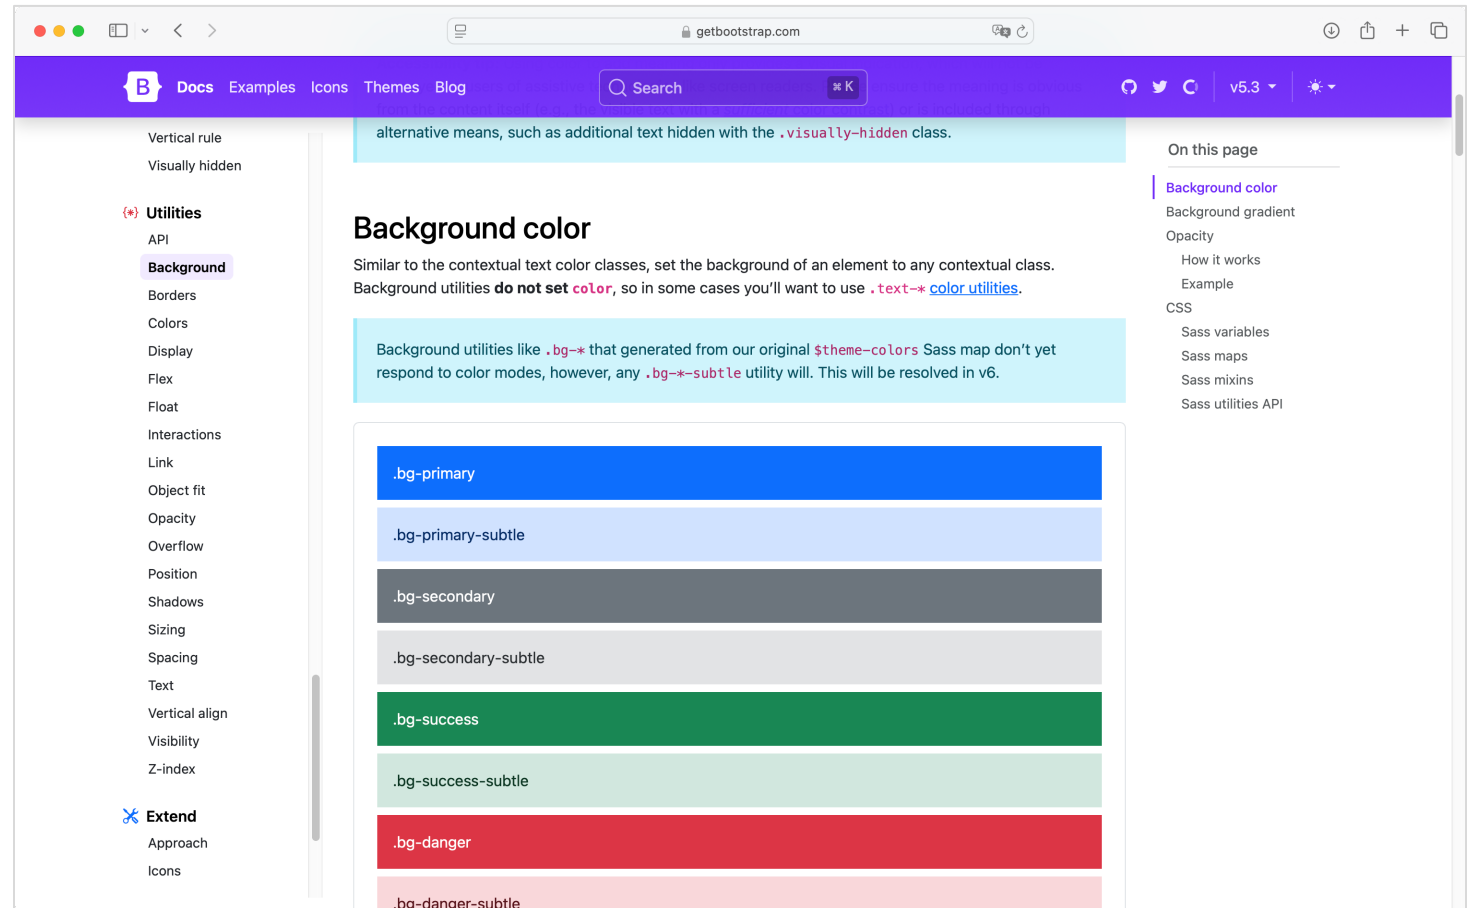 getbootstrap.com
B
Docs Examples Icons Themes Blog
Search
⌘ K
v5.3
Vertical rule
Visually hidden
Utilities
API
Background
Borders
Colors
Display
Flex
Float
Interactions
Link
Object fit
Opacity
Overflow
Position
Shadows
Sizing
Spacing
Text
Vertical align
Visibility
Z-index
Extend
Approach
Icons
alternative means, such as additional text hidden with the .visually-hidden class.
Background color
Similar to the contextual text color classes, set the background of an element to any contextual class.
Background utilities do not set color, so in some cases you’ll want to use .text-* color utilities.
Background utilities like .bg-* that generated from our original $theme-colors Sass map don’t yet
respond to color modes, however, any .bg-*-subtle utility will. This will be resolved in v6.
.bg-primary
.bg-primary-subtle
.bg-secondary
.bg-secondary-subtle
.bg-success
.bg-success-subtle
.bg-danger
.bg-danger-subtle
On this page
Background color
Background gradient
Opacity
How it works
Example
CSS
Sass variables
Sass maps
Sass mixins
Sass utilities API